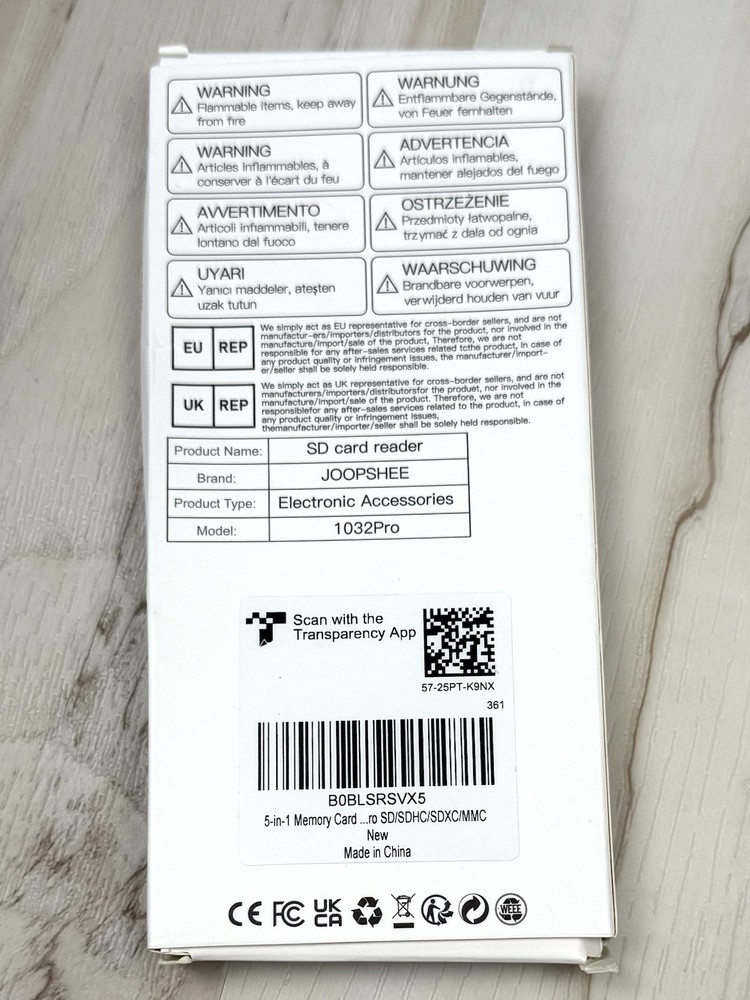 WARNING
Flammable Items, keep away
from fire
WARNUNG
Entflammbare Gegenstände,
von Feuer fernhalten
WARNING
Articles inflammables, à
conserver à l'écart du feu
ADVERTENCIA
Artículos inflamables,
mantener alejados del fuego
AVVERTIMENTO
Articoli infiammabili, tenere
lontano dal fuoco
OSTRZEŻENIE
Przedmioty łatwopalne,
trzymać z dala od ognia
UYARI
Yanıcı maddeler, ateşten
uzak tutun
WAARSCHUWING
Brandbare voorwerpen,
verwijderd houden van vuur
EU REP
We simply act as EU representative for cross-border sellers, and are not
manufactur-ers/importers/distributors for the product, nor involved in the
manufacture/import/sale of the product, Therefore, we are not
responsible for any after-sales services related tcthe product, in case of
any product quality or infringement issues, the manufacturer/import-
er/seller shall be solely held responsible.
UK REP
We simply act as UK representative for cross-border sellers, and are not
manufacturers/importers/distributorsfor the produet, nor involved in the
manufacture/import/sale of the product. Therefore, we are not
responsiblefor any after-sales services related to the product, in case of
any product quality or infringement issues,
themanufacturer/importer/seller shall be solely held responsible.
Product Name: SD card reader
Brand: JOOPSHEE
Product Type: Electronic Accessories
Model: 1032Pro
Scan with the
Transparency App
57-25PT-K9NX
361
B0BLSRSVX5
5-in-1 Memory Card ...ro SD/SDHC/SDXC/MMC
New
Made in China
CE FC UK CA WEEE